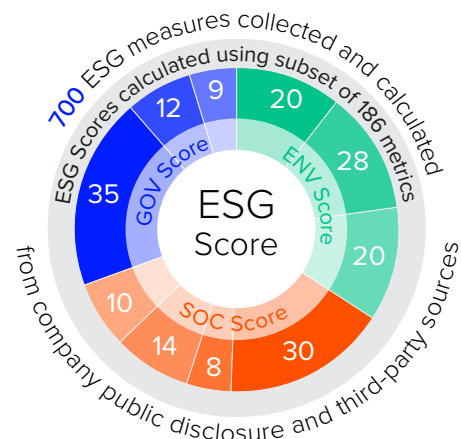 700 ESG measures collected and calculated
from company public disclosure and third-party sources
ESG Scores calculated using subset of 186 metrics
9
20
12
28
35
20
10
14
8
30
GOV Score
ENV Score
SOC Score
ESG
Score